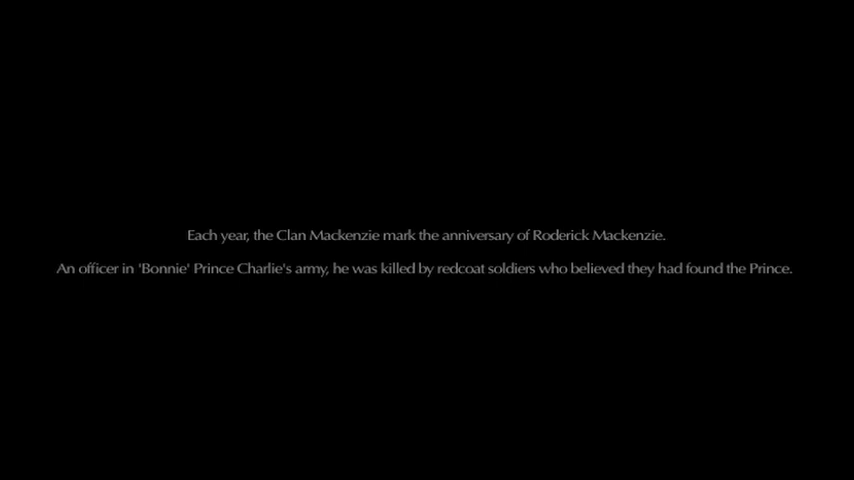 Each year, the Clan Mackenzie mark the anniversary of Roderick Mackenzie.
An officer in 'Bonnie' Prince Charlie's army, he was killed by redcoat soldiers who believed they had found the Prince.